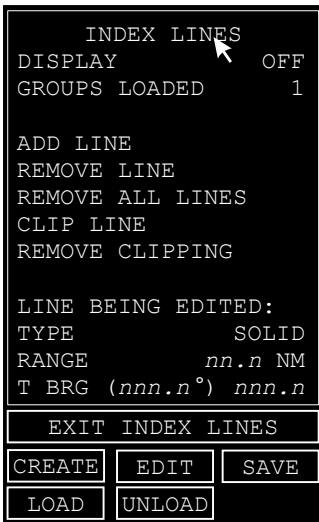 INDEX LINES
DISPLAY OFF
GROUPS LOADED 1
ADD LINE
REMOVE LINE
REMOVE ALL LINES
CLIP LINE
REMOVE CLIPPING
LINE BEING EDITED:
TYPE SOLID
RANGE nn.n NM
T BRG (nnn.n°) nnn.n
EXIT INDEX LINES
CREATE EDIT SAVE
LOAD UNLOAD